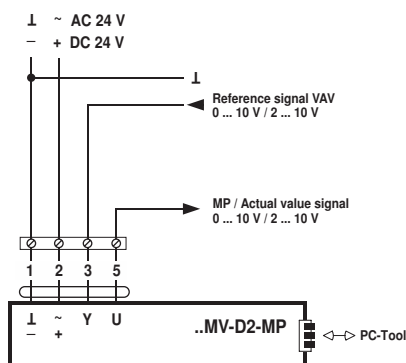 ⊥ ~ AC 24 V
– + DC 24 V
⊥
Reference signal VAV
0 ... 10 V / 2 ... 10 V
MP / Actual value signal
0 ... 10 V / 2 ... 10 V
1 2 3 5
⊥ ~ Y U
– +
..MV-D2-MP
PC-Tool